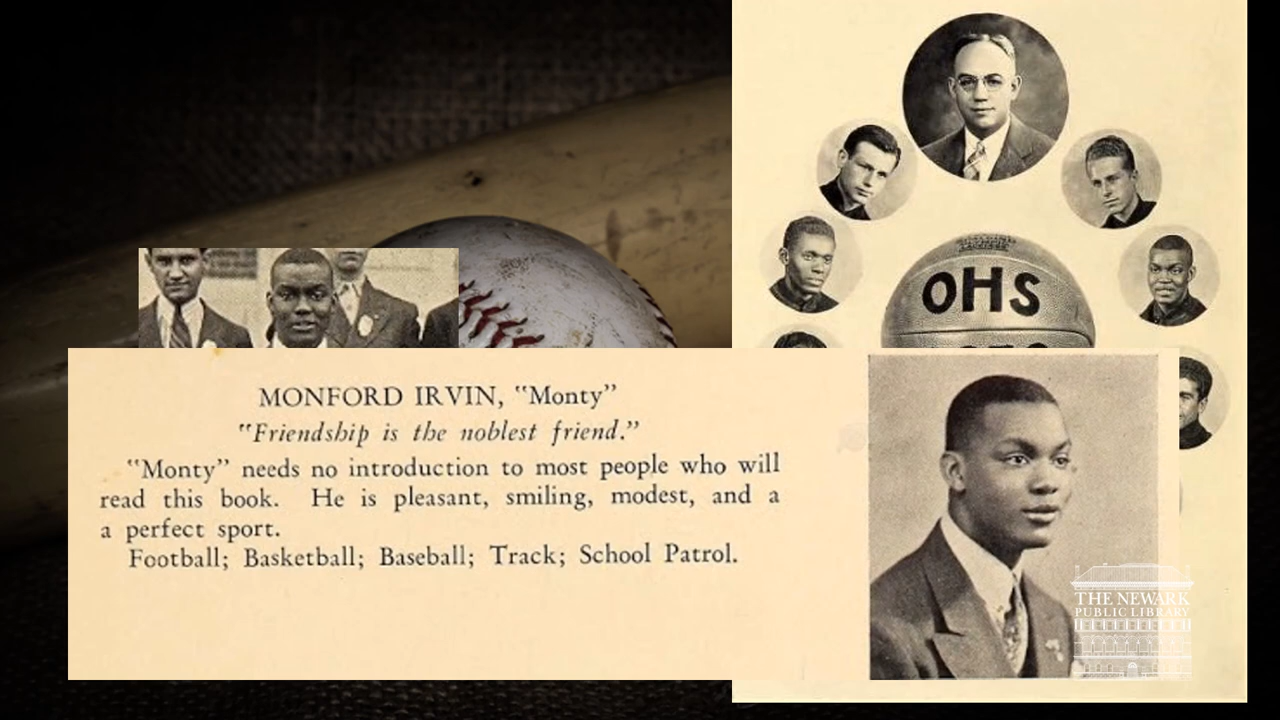 OHS
MONFORD IRVIN, "Monty"
"Friendship is the noblest friend."
"Monty" needs no introduction to most people who will
read this book. He is pleasant, smiling, modest, and a
a perfect sport.
Football; Basketball; Baseball; Track; School Patrol.
THE NEWARK
PUBLIC LIBRARY